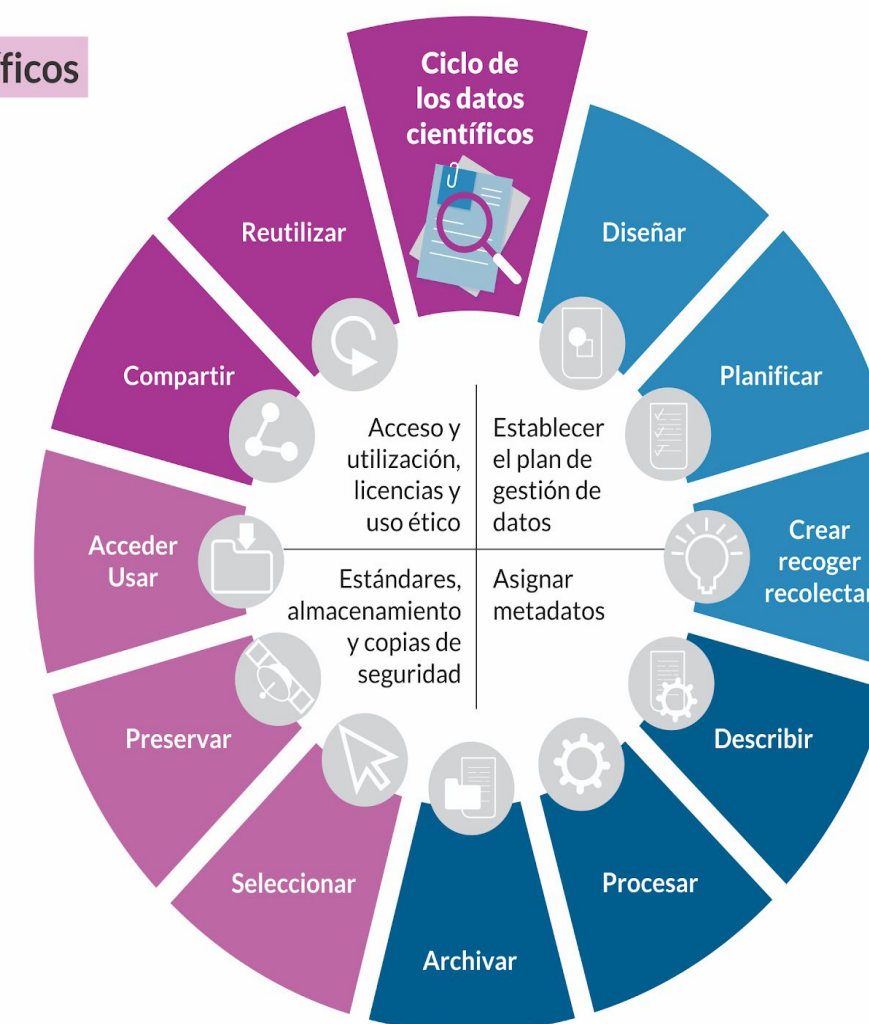 ficos
Ciclo de
los datos
científicos
Diseñar
Planificar
Crear
recoger
recolectar
Describir
Procesar
Archivar
Seleccionar
Preservar
Acceder
Usar
Compartir
Reutilizar
Acceso y
utilización,
licencias y
uso ético
Establecer
el plan de
gestión de
datos
Estándares,
almacenamiento
y copias de
seguridad
Asignar
metadatos